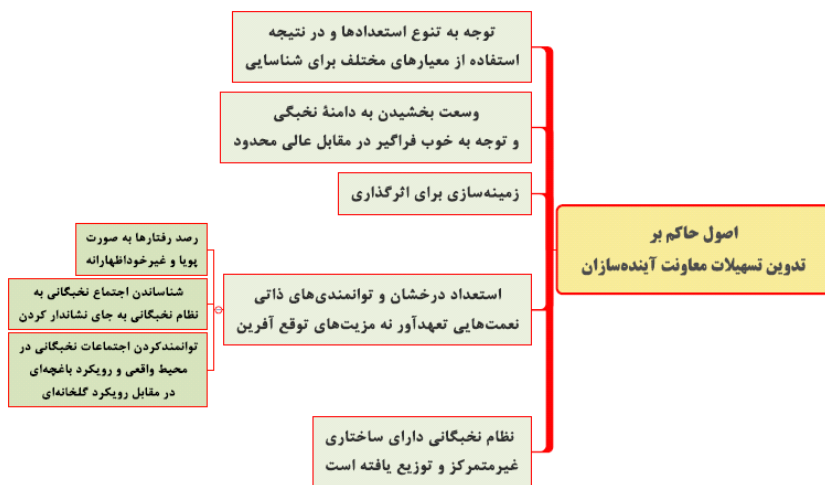 اصول حاکم بر
تدوین تسهیلات معاونت آینده‌سازان
توجه به تنوع استعدادها و در نتیجه
استفاده از معیارهای مختلف برای شناسایی
وسعت بخشیدن به دامنهٔ نخبگی
و توجه به خوب فراگیر در مقابل عالی محدود
زمینه‌سازی برای اثرگذاری
استعداد درخشان و توانمندی‌های ذاتی
نعمت‌هایی تعهدآور نه مزیت‌های توقع آفرین
رصد رفتارها به صورت
پویا و غیرخوداظهارانه
شناساندن اجتماع نخبگانی به
نظام نخبگانی به جای نشاندار کردن
توانمندکردن اجتماعات نخبگانی در
محیط واقعی و رویکرد باغچه‌ای
در مقابل رویکرد گلخانه‌ای
نظام نخبگانی دارای ساختاری
غیرمتمرکز و توزیع یافته است